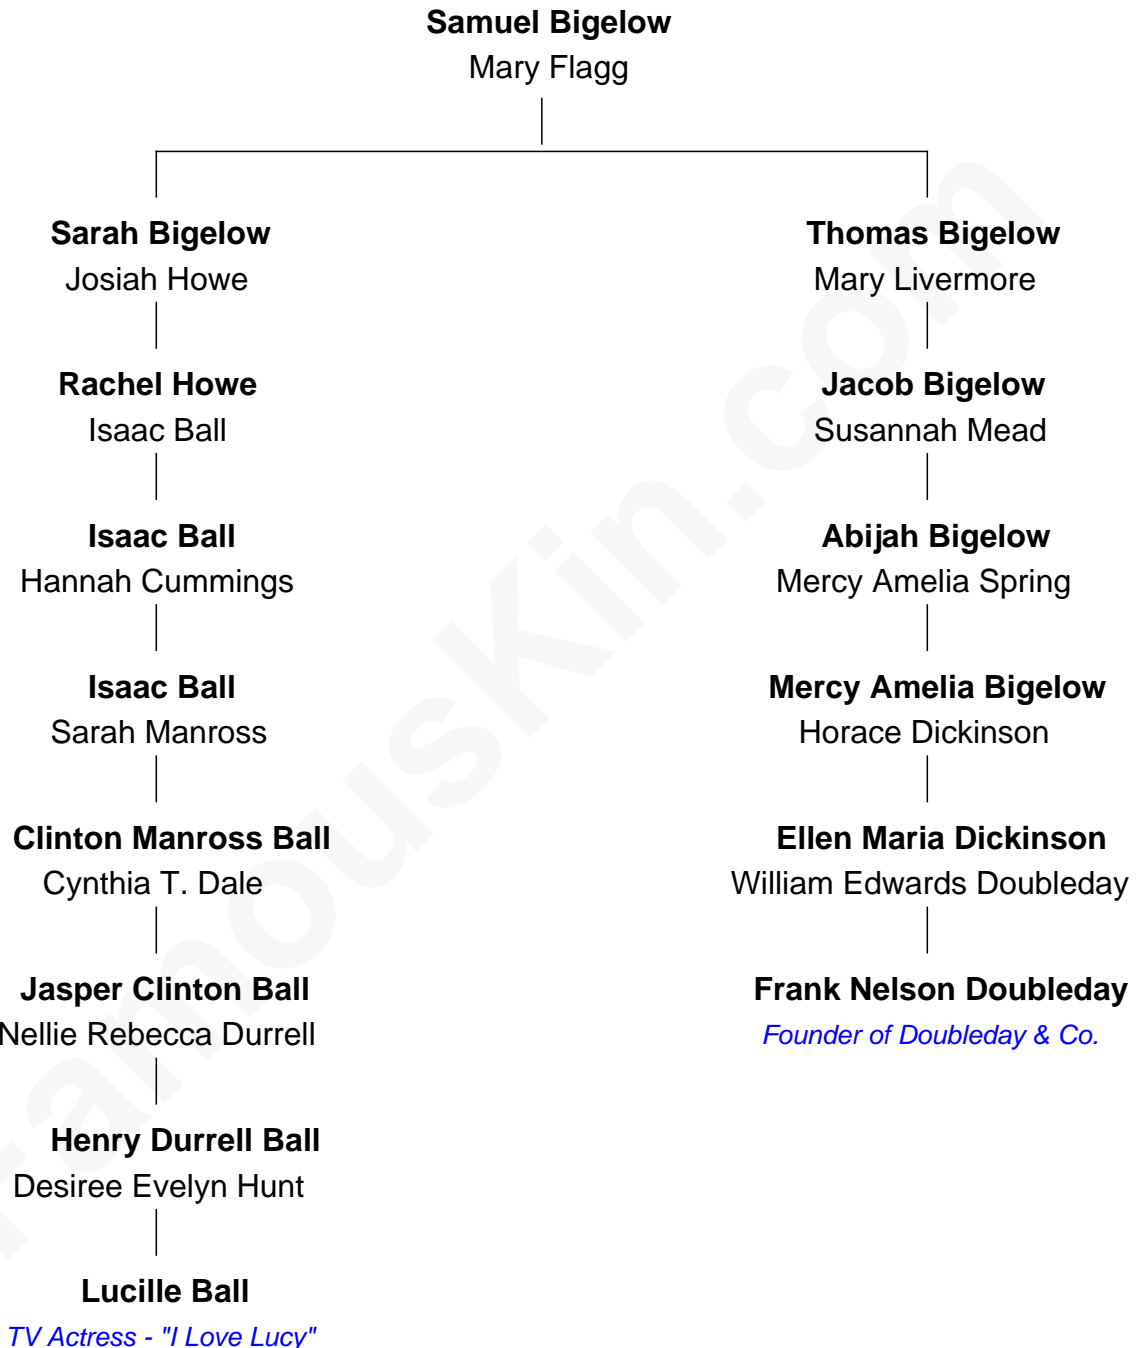 Samuel Bigelow
Mary Flagg
Sarah Bigelow
Josiah Howe
Thomas Bigelow
Mary Livermore
Rachel Howe
Isaac Ball
Jacob Bigelow
Susannah Mead
Isaac Ball
Hannah Cummings
Abijah Bigelow
Mercy Amelia Spring
Isaac Ball
Sarah Manross
Mercy Amelia Bigelow
Horace Dickinson
Clinton Manross Ball
Cynthia T. Dale
Ellen Maria Dickinson
William Edwards Doubleday
Jasper Clinton Ball
Nellie Rebecca Durrell
Frank Nelson Doubleday
Founder of Doubleday & Co.
Henry Durrell Ball
Desiree Evelyn Hunt
Lucille Ball
TV Actress - "I Love Lucy"
FamousKin.com